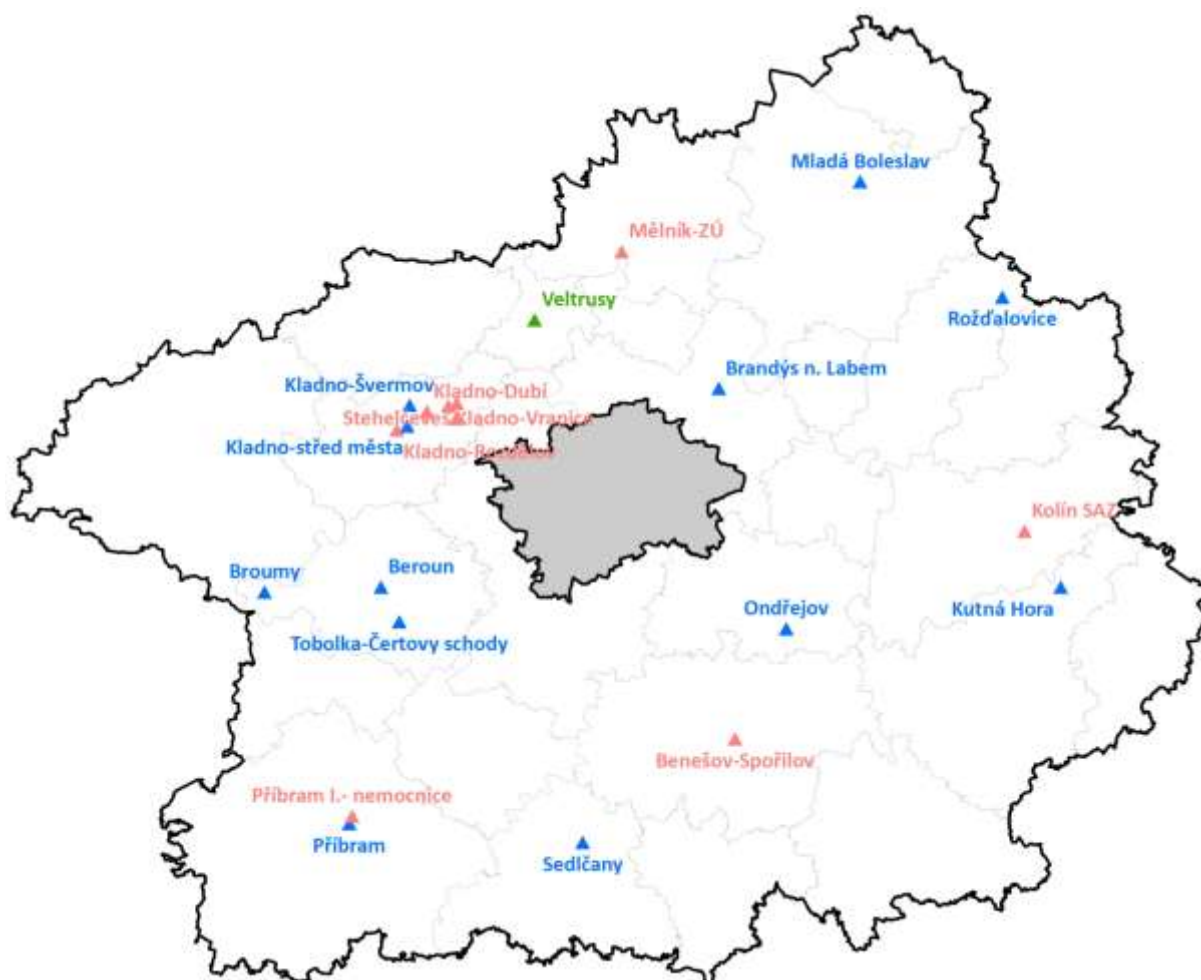 Mladá Boleslav
Mělník-ZÚ
Veltrusy
Rožďalovice
Brandýs n. Labem
Kladno-Švermov
Kladno-Dubí
Kladno-Vrapice
Kladno-střed města
Kolín SAZ
Broumy
Beroun
Ondřejov
Kutná Hora
Tobolka-Čertovy schody
Benešov-Spořilov
Příbram I.- nemocnice
Příbram
Sedlčany